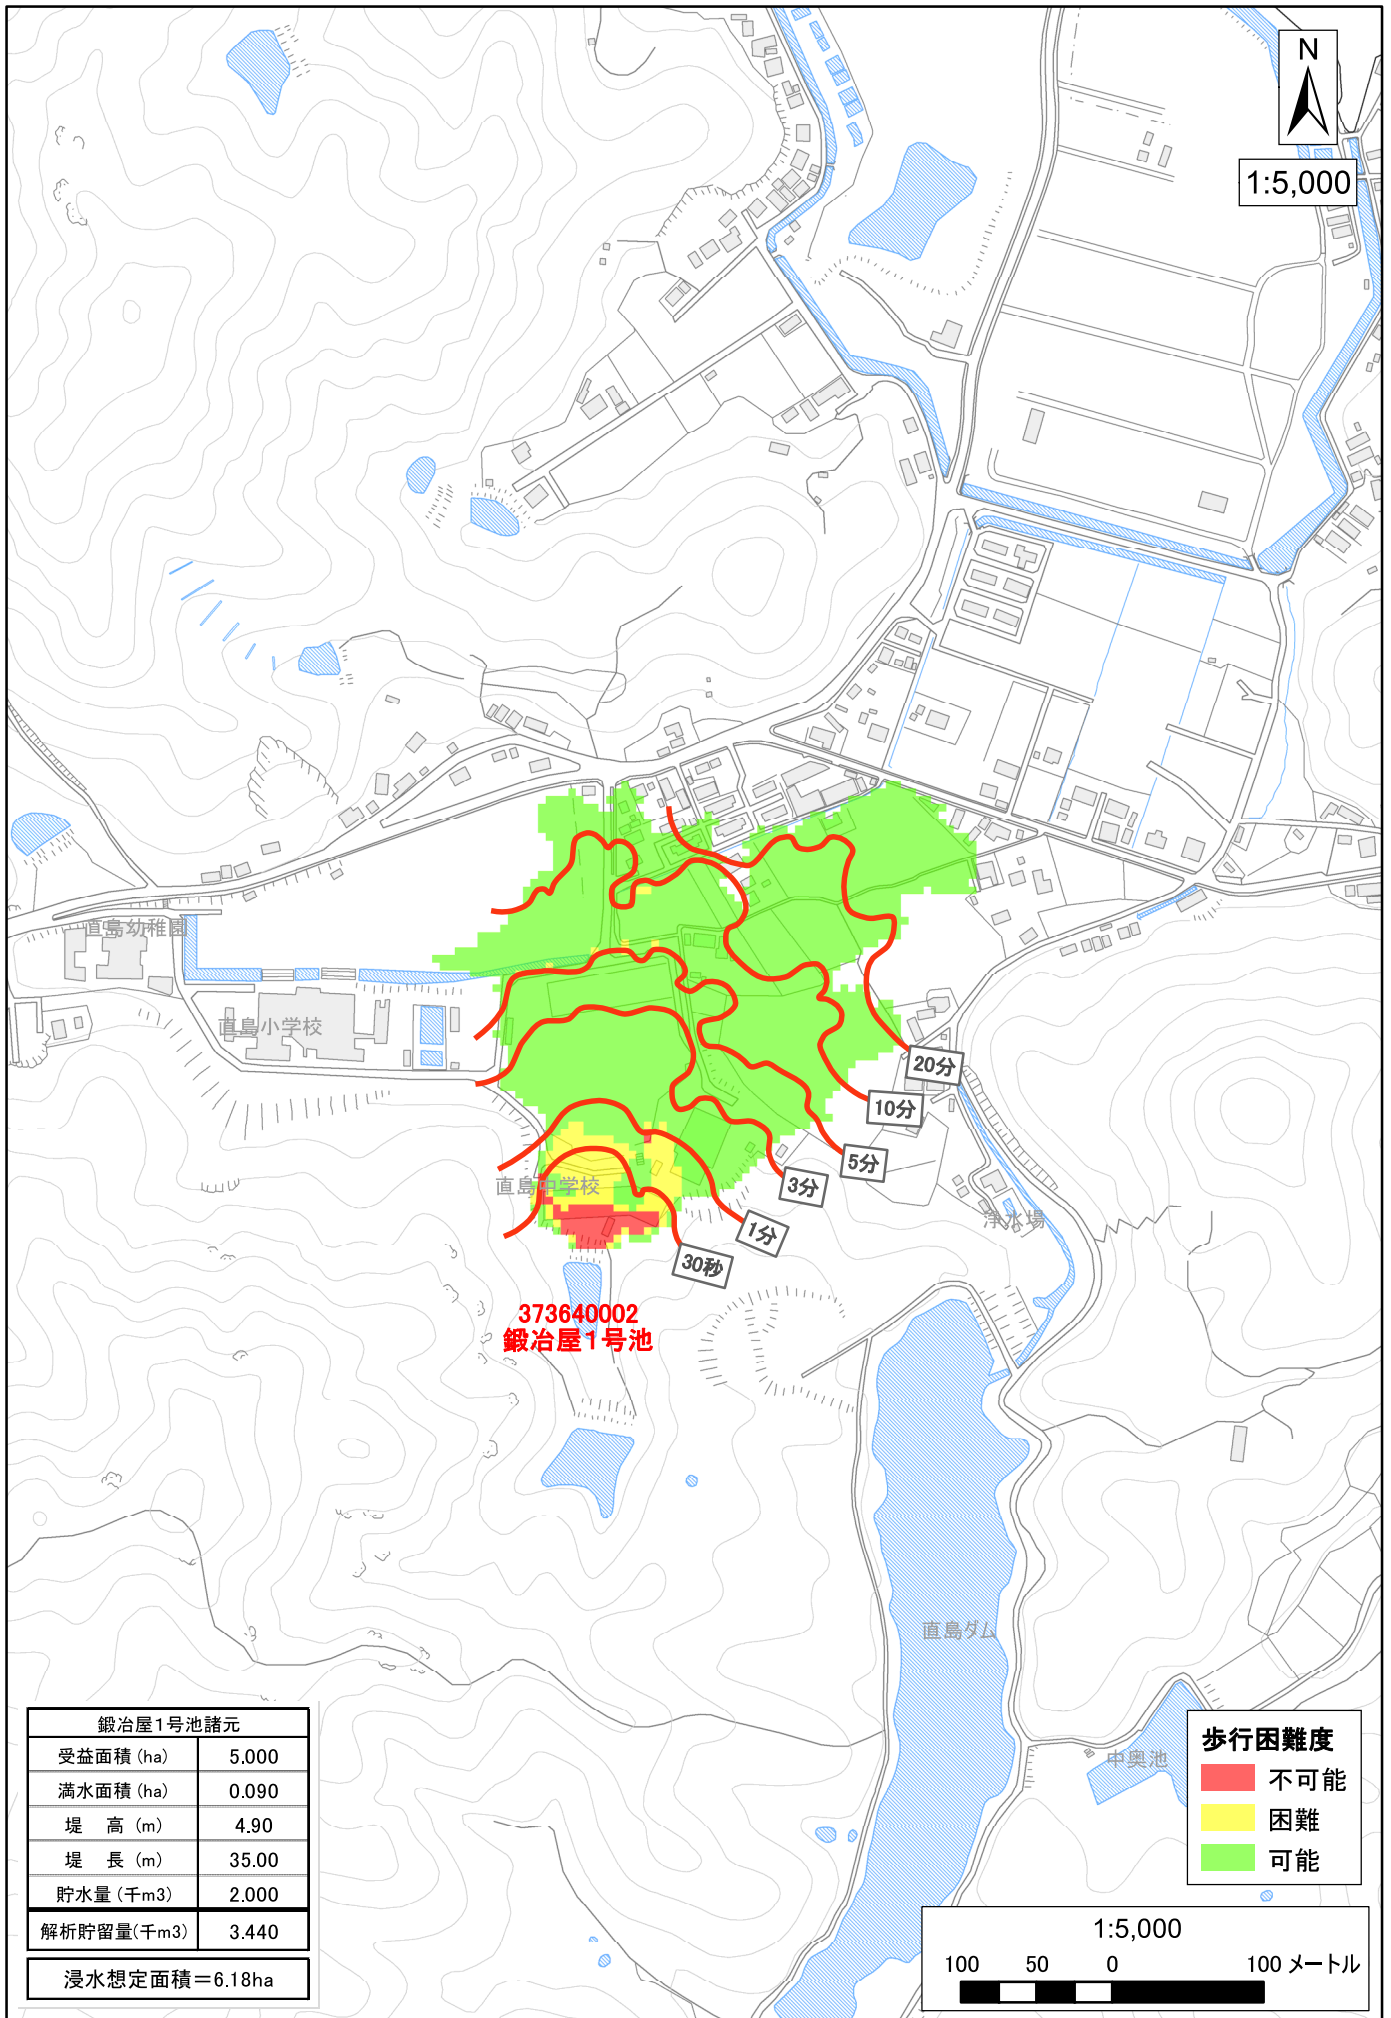 N
1:5,000
直島幼稚園
直島小学校
20分
10分
5分
3分
直島中学校
1分
浄水場
30秒
373640002
鍛冶屋1号池
直島ダム
中奥池
鍛冶屋1号池諸元
受益面積(ha) 5.000
満水面積(ha) 0.090
堤 高(m) 4.90
堤 長(m) 35.00
貯水量(千m3) 2.000
解析貯留量(千m3) 3.440
浸水想定面積=6.18ha
歩行困難度
不可能
困難
可能
1:5,000
100 50 0 100 メートル